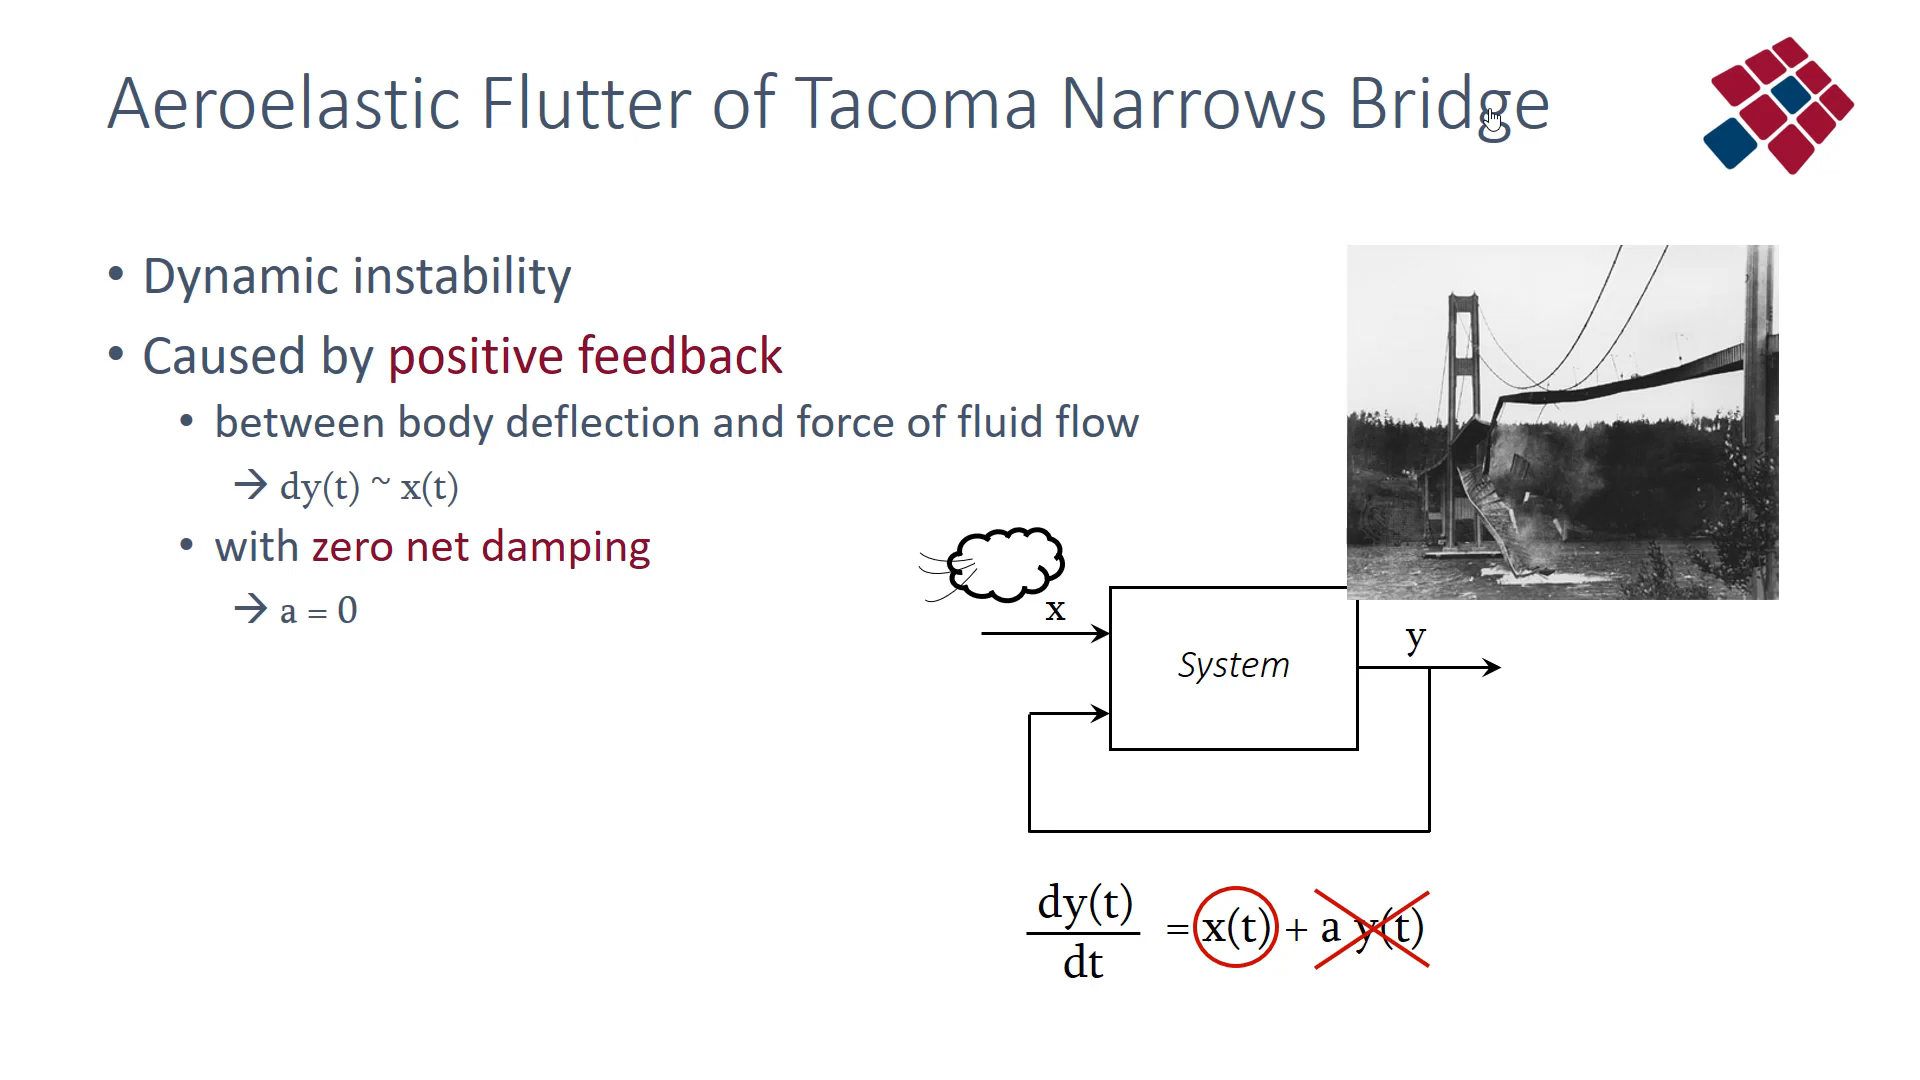 Aeroelastic Flutter of Tacoma Narrows Bridge
• Dynamic instability
• Caused by positive feedback
• between body deflection and force of fluid flow
→ dy(t) ~ x(t)
• with zero net damping
→ a = 0
x
System
y
dy(t)
dt
= x(t) + a y(t)